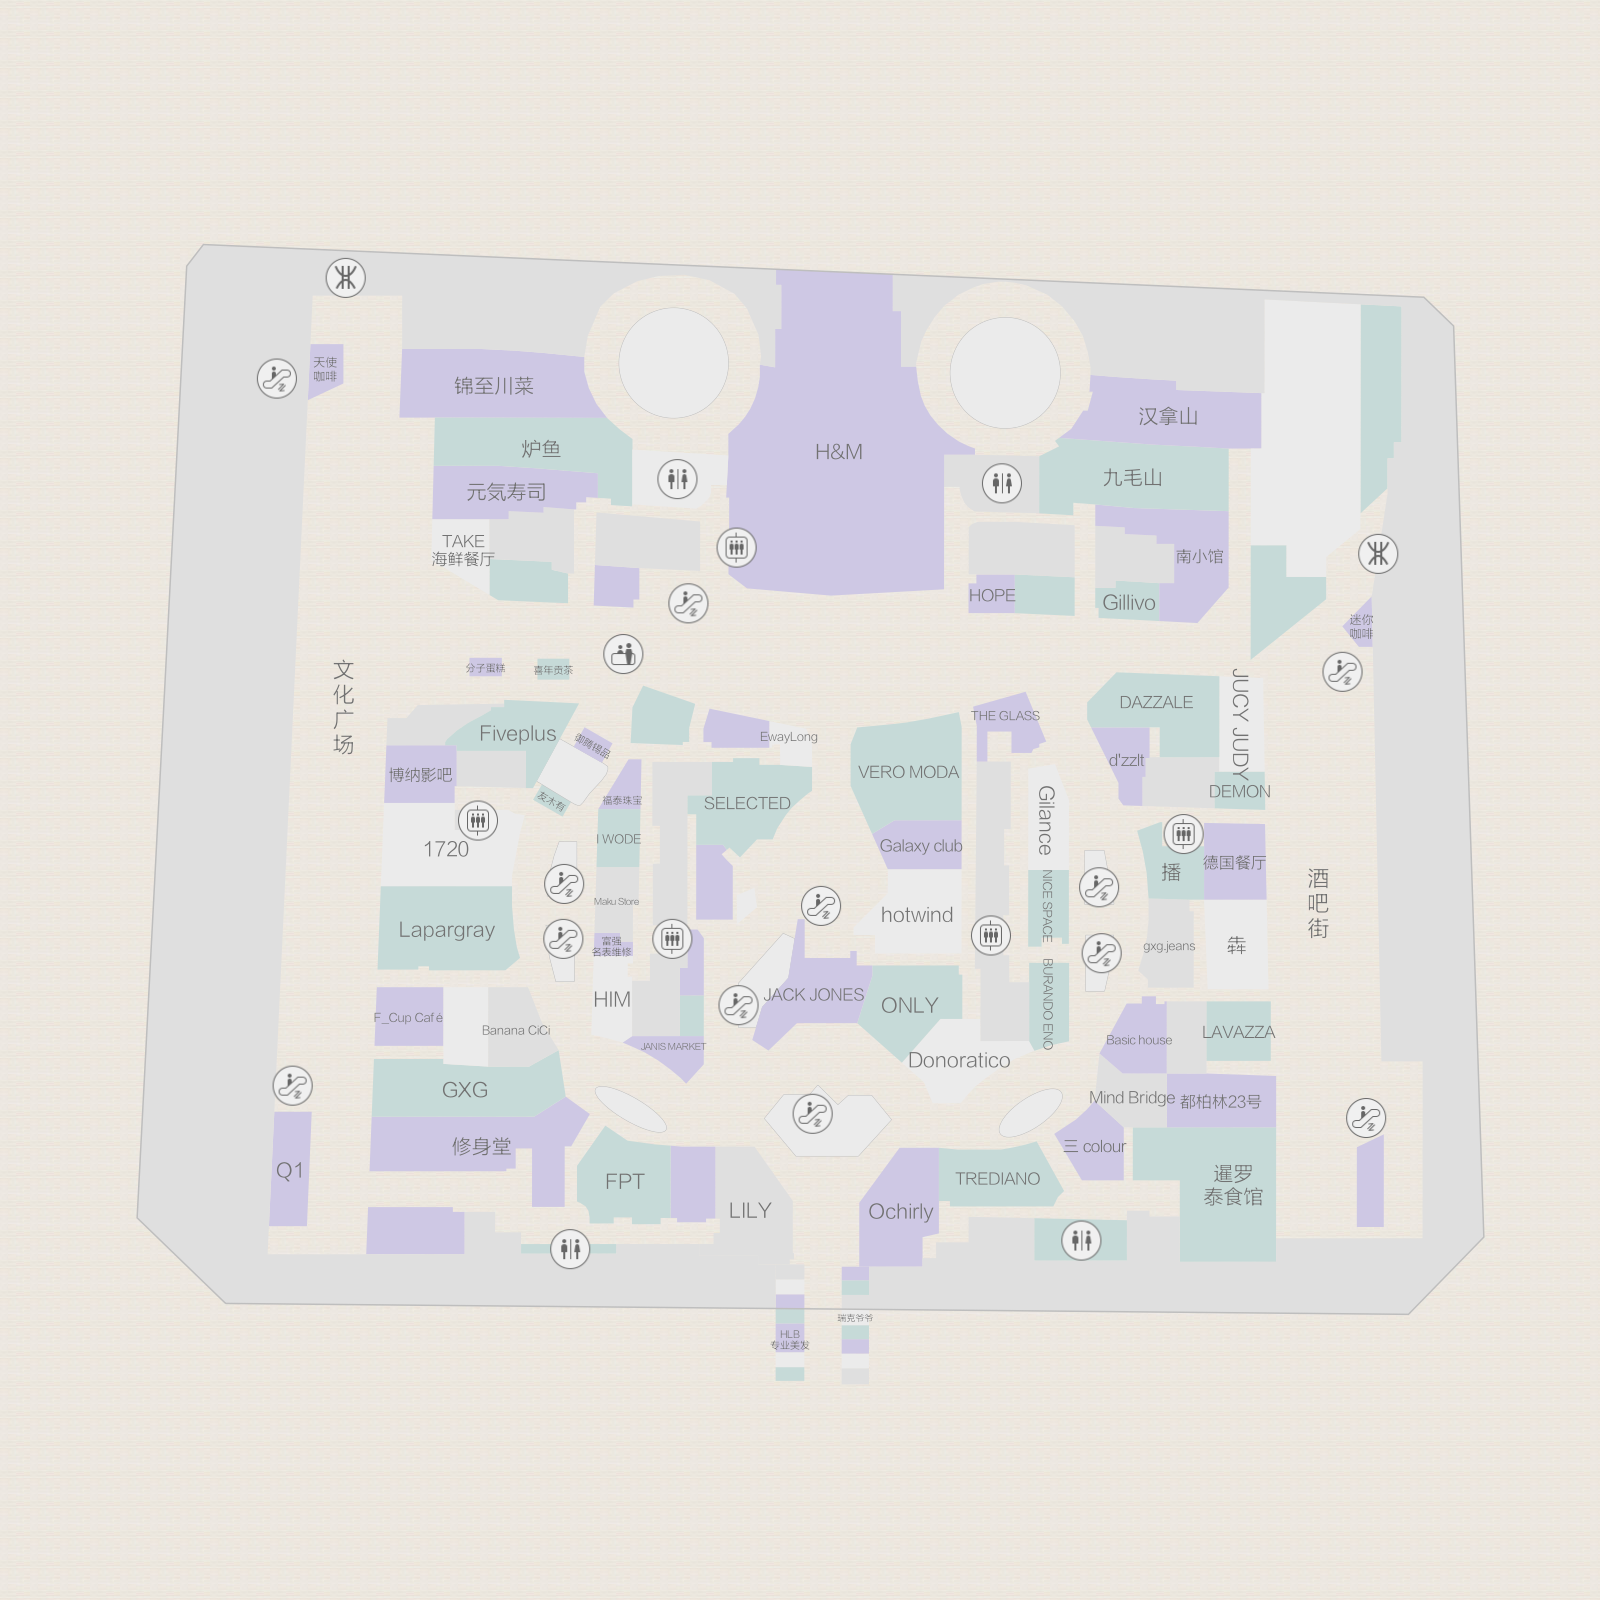 天使
咖啡
锦至川菜
汉拿山
炉鱼
H&M
九毛山
元気寿司
TAKE
海鲜餐厅
南小馆
HOPE
Gillivo
迷你
咖啡
文化广场
分子蛋糕
喜年贡茶
Fiveplus
御腾锡品
友木有
EwayLong
THE GLASS
DAZZALE
JUCY JUDY
博纳影吧
福泰珠宝
SELECTED
VERO MODA
d'zzlt
DEMON
1720
I WODE
Galaxy club
Gilance
播
德国餐厅
酒吧街
Lapargray
Maku Store
hotwind
NICE SPACE
gxg.jeans
犇
富强
名表维修
HIM
JACK JONES
ONLY
BURANDO ENO
F_Cup Café
Banana CiCi
JANIS MARKET
Donoratico
Basic house
LAVAZZA
GXG
Mind Bridge
都柏林23号
修身堂
三 colour
Q1
FPT
TREDIANO
暹罗
泰食馆
LILY
Ochirly
瑞克爷爷
HLB
专业美发